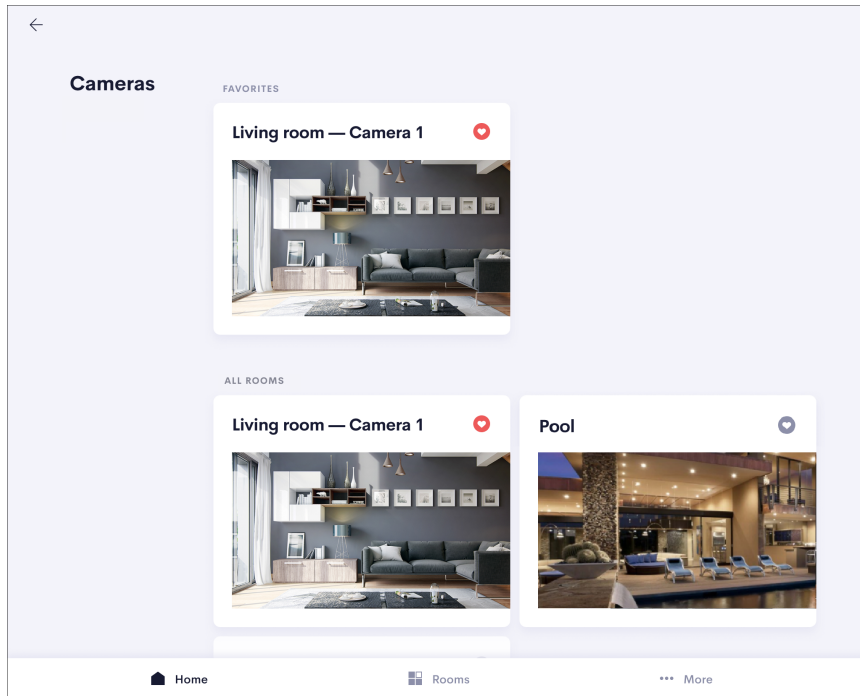 Cameras
FAVORITES
Living room — Camera 1
ALL ROOMS
Living room — Camera 1
Pool
Home
Rooms
More